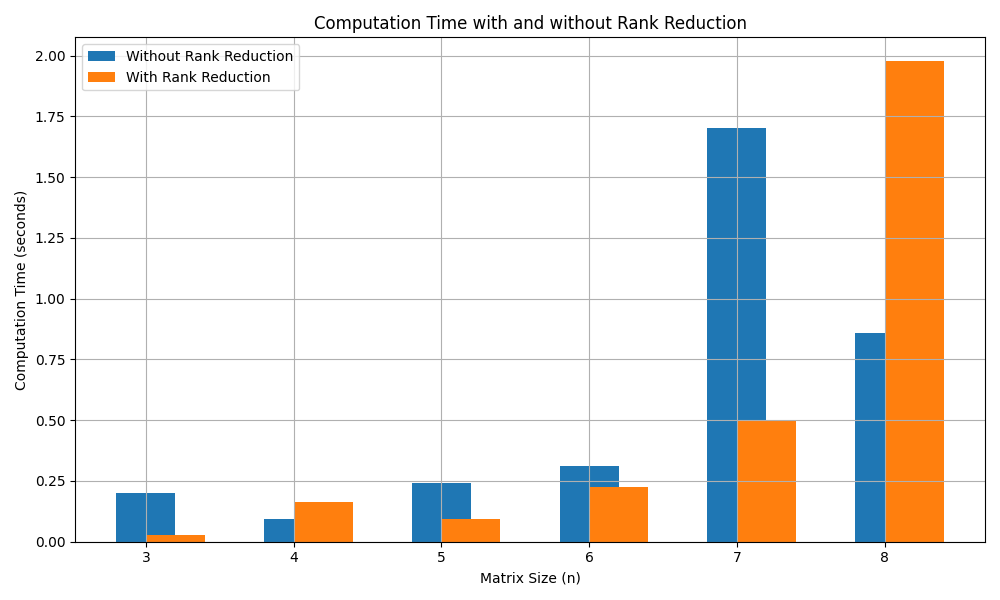 Computation Time with and without Rank Reduction
Without Rank Reduction
With Rank Reduction
Computation Time (seconds)
2.00
1.75
1.50
1.25
1.00
0.75
0.50
0.25
0.00
3 4 5 6 7 8
Matrix Size (n)